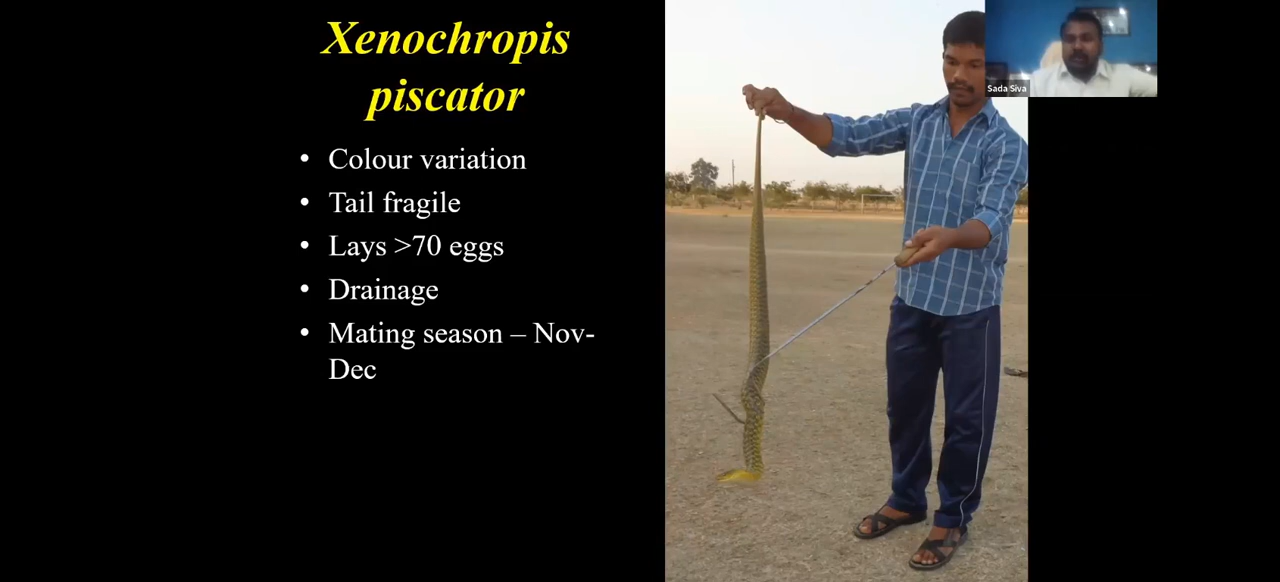 Xenochropis
piscator
• Colour variation
• Tail fragile
• Lays >70 eggs
• Drainage
• Mating season – Nov-
Dec
Sada Siva